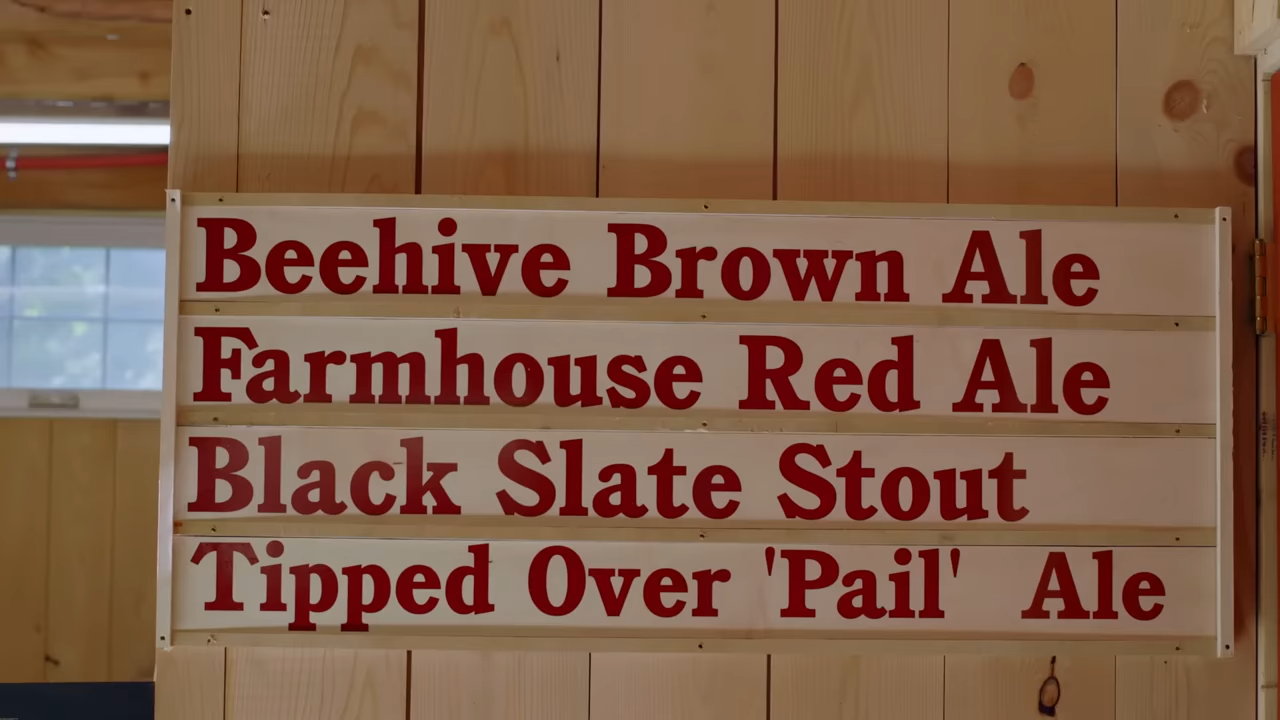 Beehive Brown Ale
Farmhouse Red Ale
Black Slate Stout
Tipped Over 'Pail' Ale